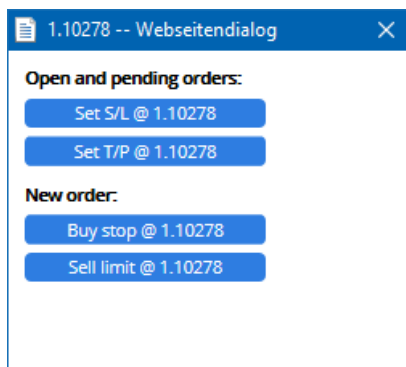 1.10278 -- Webseitendialog
Open and pending orders:
Set S/L @ 1.10278
Set T/P @ 1.10278
New order:
Buy stop @ 1.10278
Sell limit @ 1.10278